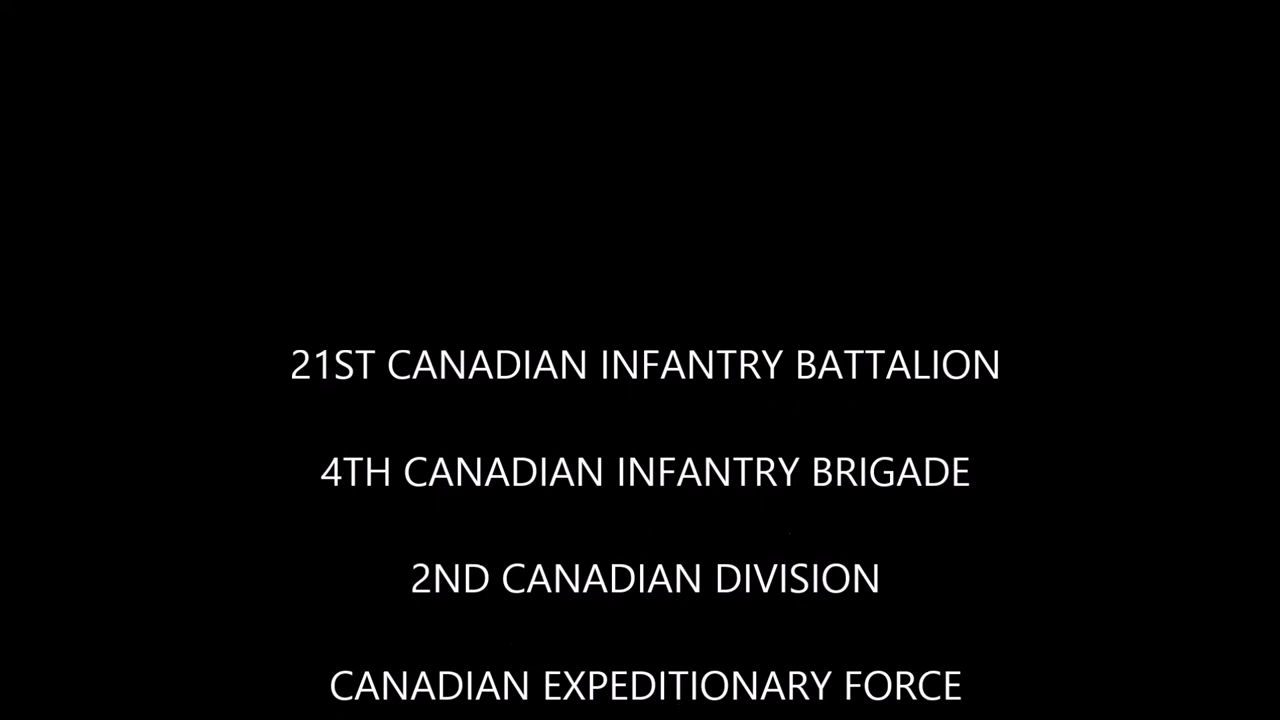 21ST CANADIAN INFANTRY BATTALION
4TH CANADIAN INFANTRY BRIGADE
2ND CANADIAN DIVISION
CANADIAN EXPEDITIONARY FORCE